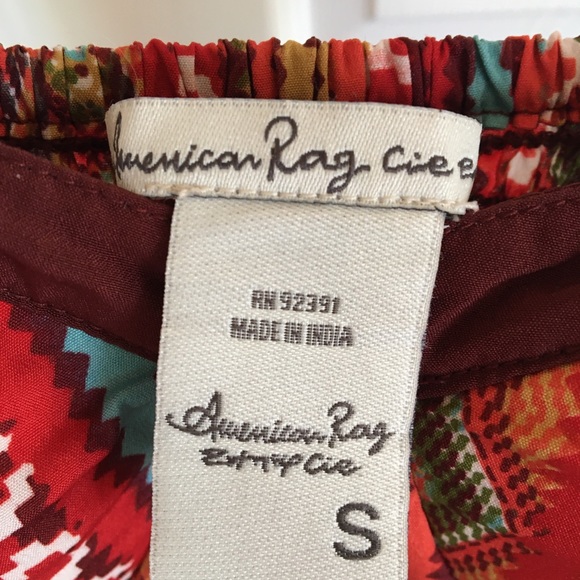 American Rag Cie
RN 92391
MADE IN INDIA
American Rag
Cie
S